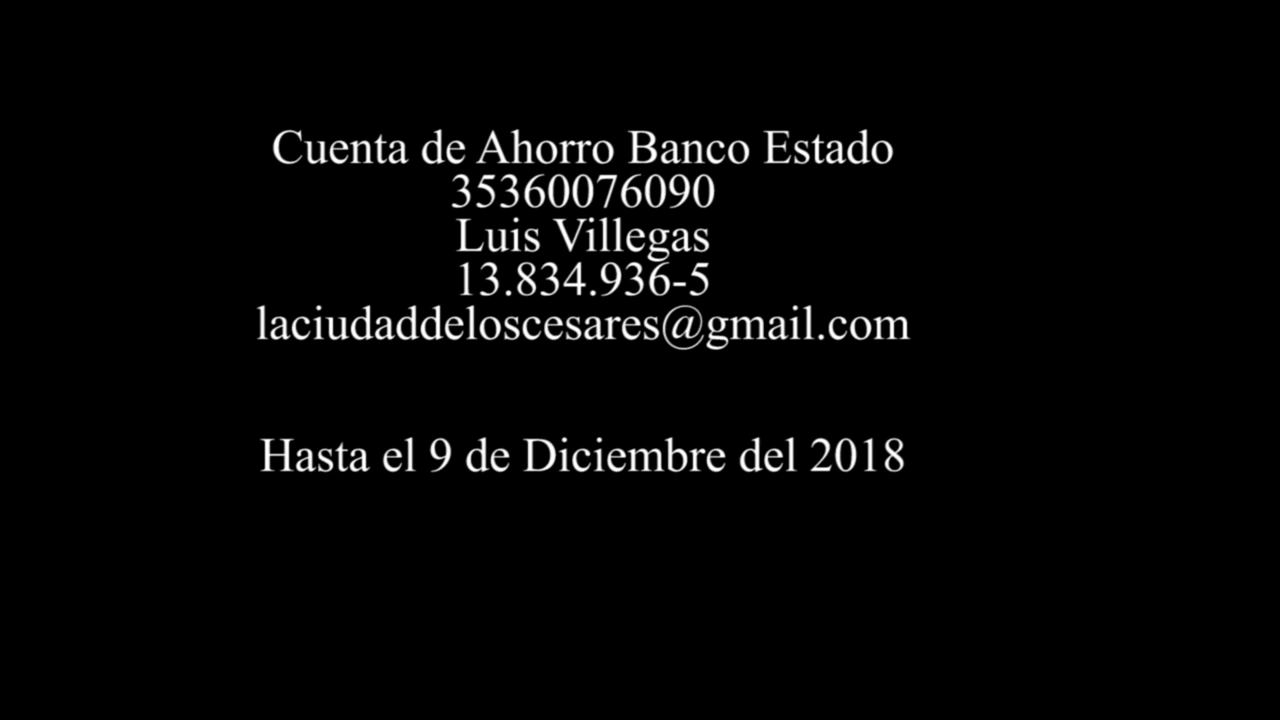 Cuenta de Ahorro Banco Estado
35360076090
Luis Villegas
13.834.936-5
laciudaddeloscesares@gmail.com
Hasta el 9 de Diciembre del 2018